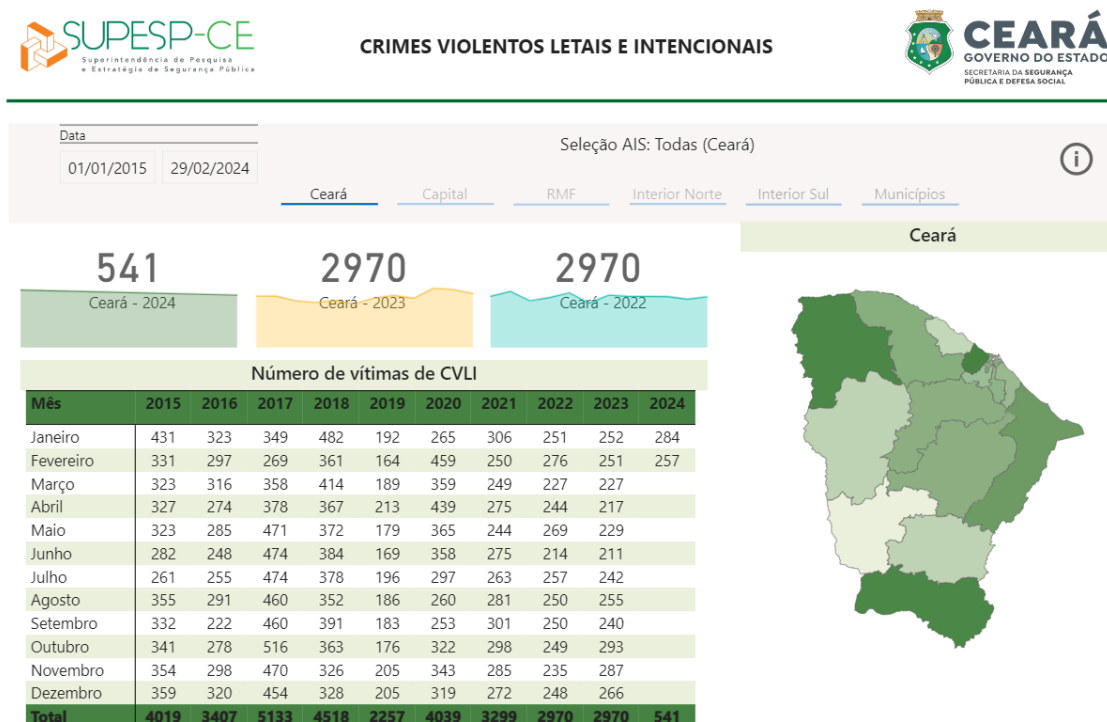 SUPESP-CE
Superintendência de Pesquisa
e Estratégia de Segurança Pública
CRIMES VIOLENTOS LETAIS E INTENCIONAIS
CEARÁ
GOVERNO DO ESTADO
SECRETARIA DA SEGURANÇA
PÚBLICA E DEFESA SOCIAL
Data
01/01/2015 29/02/2024
Seleção AIS: Todas (Ceará)
Ceará Capital RMF Interior Norte Interior Sul Municípios
Ceará
541 2970 2970
Ceará - 2024 Ceará - 2023 Ceará - 2022
Número de vítimas de CVLI
Mês 2015 2016 2017 2018 2019 2020 2021 2022 2023 2024
Janeiro 431 323 349 482 192 265 306 251 252 284
Fevereiro 331 297 269 361 164 459 250 276 251 257
Março 323 316 358 414 189 359 249 227 227
Abril 327 274 378 367 213 439 275 244 217
Maio 323 285 471 372 179 365 244 269 229
Junho 282 248 474 384 169 358 275 214 211
Julho 261 255 474 378 196 297 263 257 242
Agosto 355 291 460 352 186 260 281 250 255
Setembro 332 222 460 391 183 253 301 250 240
Outubro 341 278 516 363 176 322 298 249 293
Novembro 354 298 470 326 205 343 285 235 287
Dezembro 359 320 454 328 205 319 272 248 266
Total 4019 3407 5133 4518 2257 4039 3299 2970 2970 541